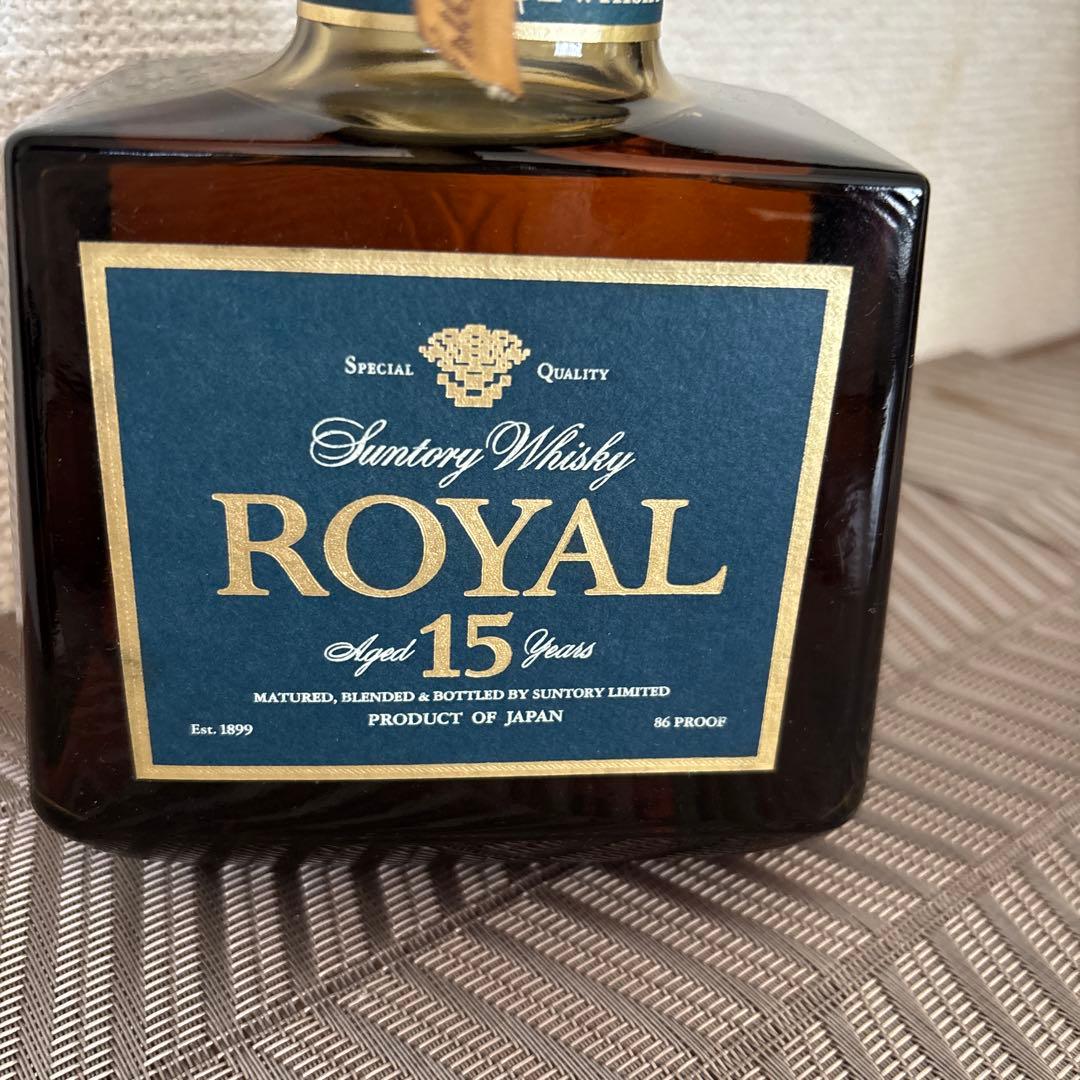 WHISKY
SPECIAL QUALITY
Suntory Whisky
ROYAL
Aged 15 Years
MATURED, BLENDED & BOTTLED BY SUNTORY LIMITED
PRODUCT OF JAPAN
Est. 1899
86 PROOF